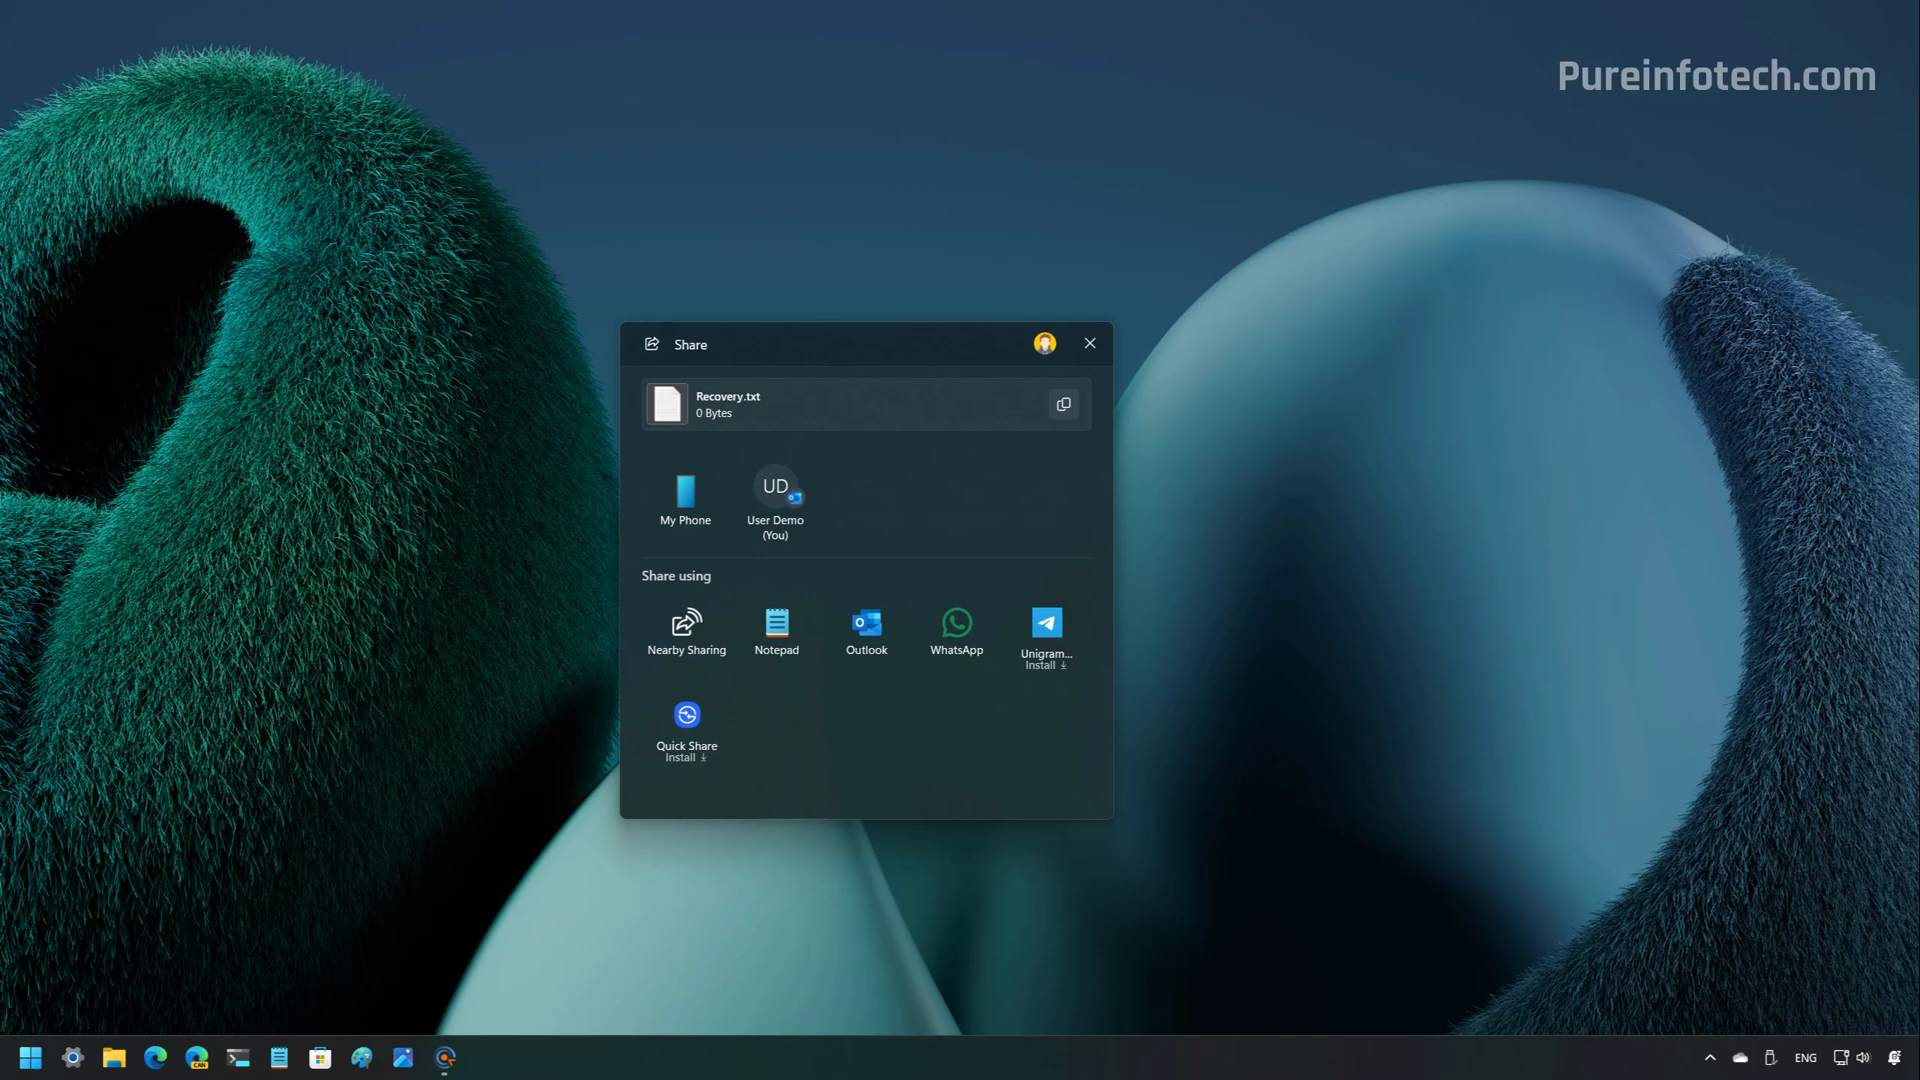 Pureinfotech.com
Share
Recovery.txt
0 Bytes
My Phone
UD
User Demo
(You)
Share using
Nearby Sharing
Notepad
Outlook
WhatsApp
Unigram...
Install
Quick Share
Install
CAN
ENG